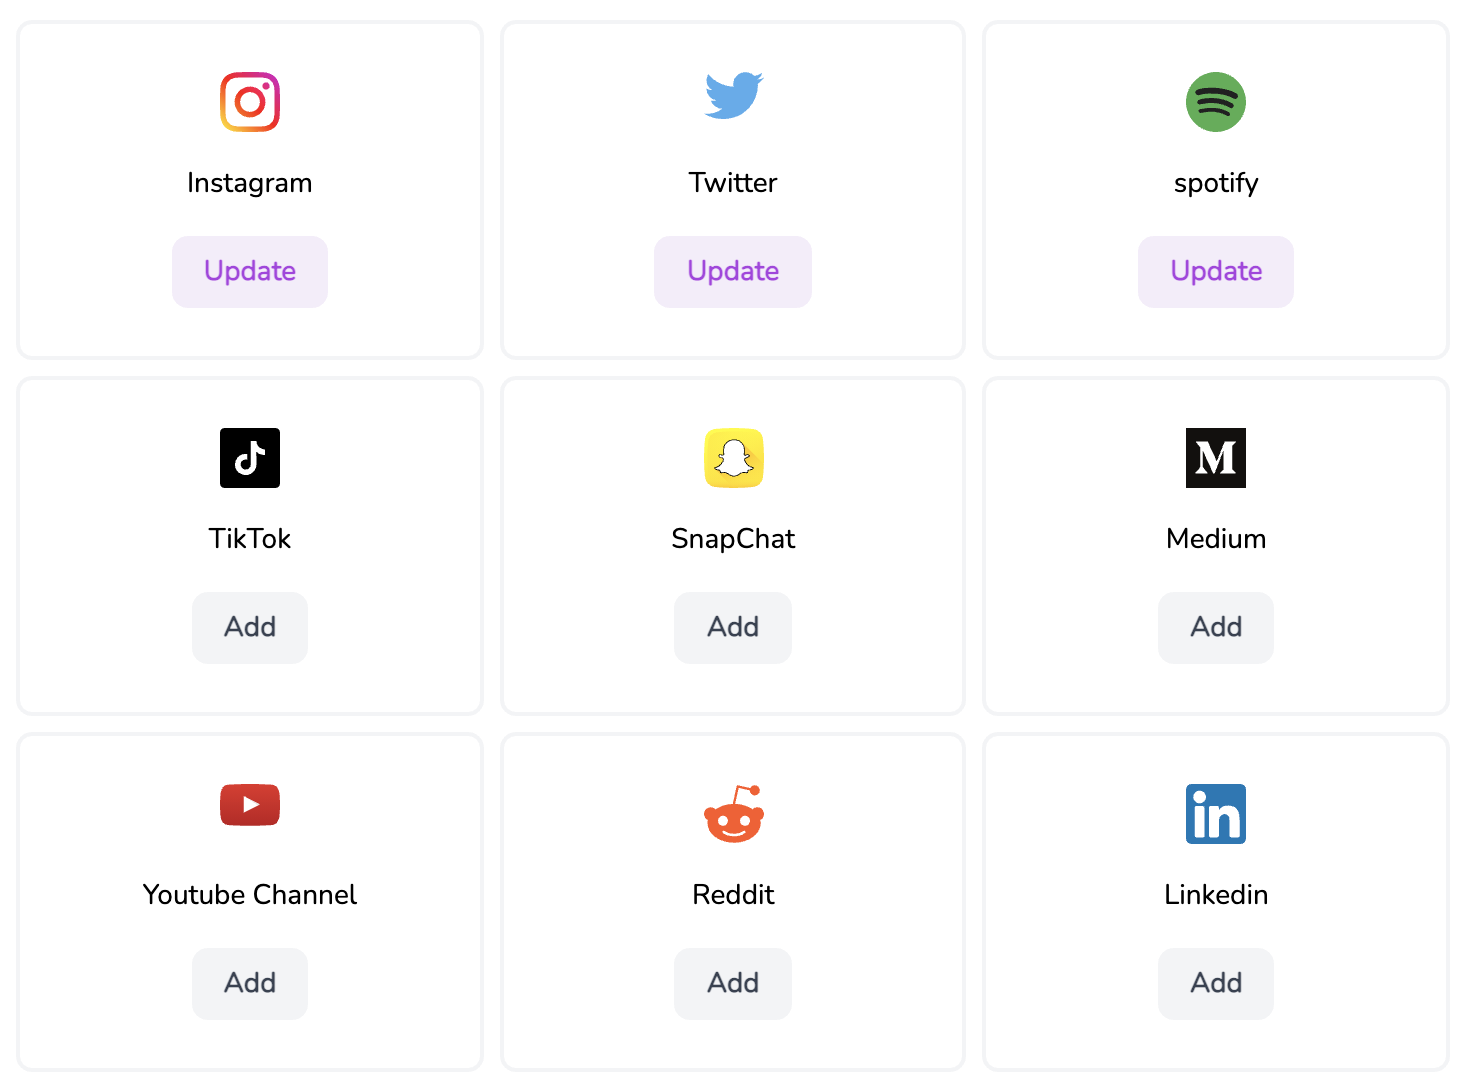 Instagram
Twitter
spotify
Update
Update
Update
M
TikTok
SnapChat
Medium
Add
Add
Add
in
Youtube Channel
Reddit
Linkedin
Add
Add
Add